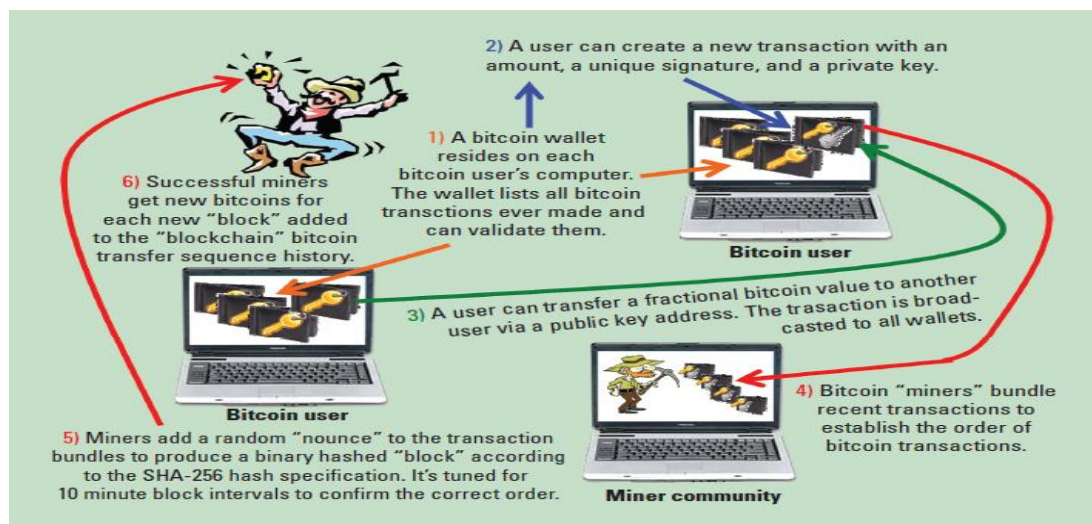 2) A user can create a new transaction with an
amount, a unique signature, and a private key.
1) A bitcoin wallet
resides on each
bitcoin user's computer.
The wallet lists all bitcoin
transctions ever made and
can validate them.
Bitcoin user
6) Successful miners
get new bitcoins for
each new “block” added
to the “blockchain” bitcoin
transfer sequence history.
3) A user can transfer a fractional bitcoin value to another
user via a public key address. The trasaction is broad-
casted to all wallets.
Bitcoin user
4) Bitcoin “miners” bundle
recent transactions to
establish the order of
bitcoin transactions.
5) Miners add a random “nounce” to the transaction
bundles to produce a binary hashed “block” according
to the SHA-256 hash specification. It's tuned for
10 minute block intervals to confirm the correct order.
Miner community